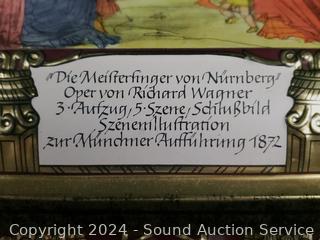 "Die Meistersinger von Nürnberg"
Oper von Richard Wagner
3. Aufzug, 5. Szene, Schlußbild
Szenenillustration
zur Münchner Aufführung 1872
Copyright 2024 - Sound Auction Service